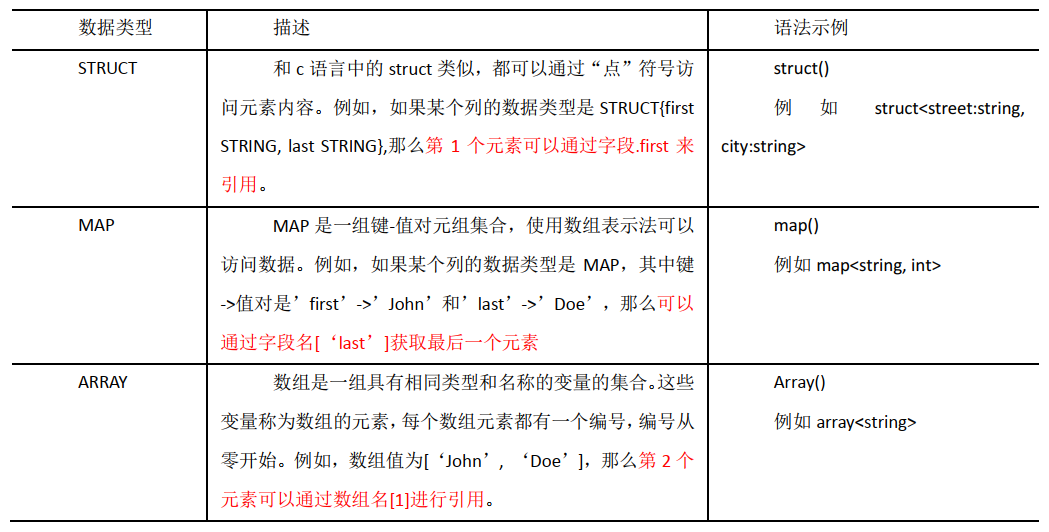 数据类型 描述 语法示例
STRUCT 和 c 语言中的 struct 类似，都可以通过“点”符号访 struct()
问元素内容。例如，如果某个列的数据类型是 STRUCT{first 例如 struct<street:string,
STRING, last STRING},那么第 1 个元素可以通过字段.first 来 city:string>
引用。
MAP MAP 是一组键-值对元组集合，使用数组表示法可以 map()
访问数据。例如，如果某个列的数据类型是 MAP，其中键 例如 map<string, int>
->值对是’first’->’John’和’last’->’Doe’，那么可以
通过字段名[‘last’]获取最后一个元素
ARRAY 数组是一组具有相同类型和名称的变量的集合。这些 Array()
变量称为数组的元素，每个数组元素都有一个编号，编号从 例如 array<string>
零开始。例如，数组值为[‘John’, ‘Doe’]，那么第 2 个
元素可以通过数组名[1]进行引用。